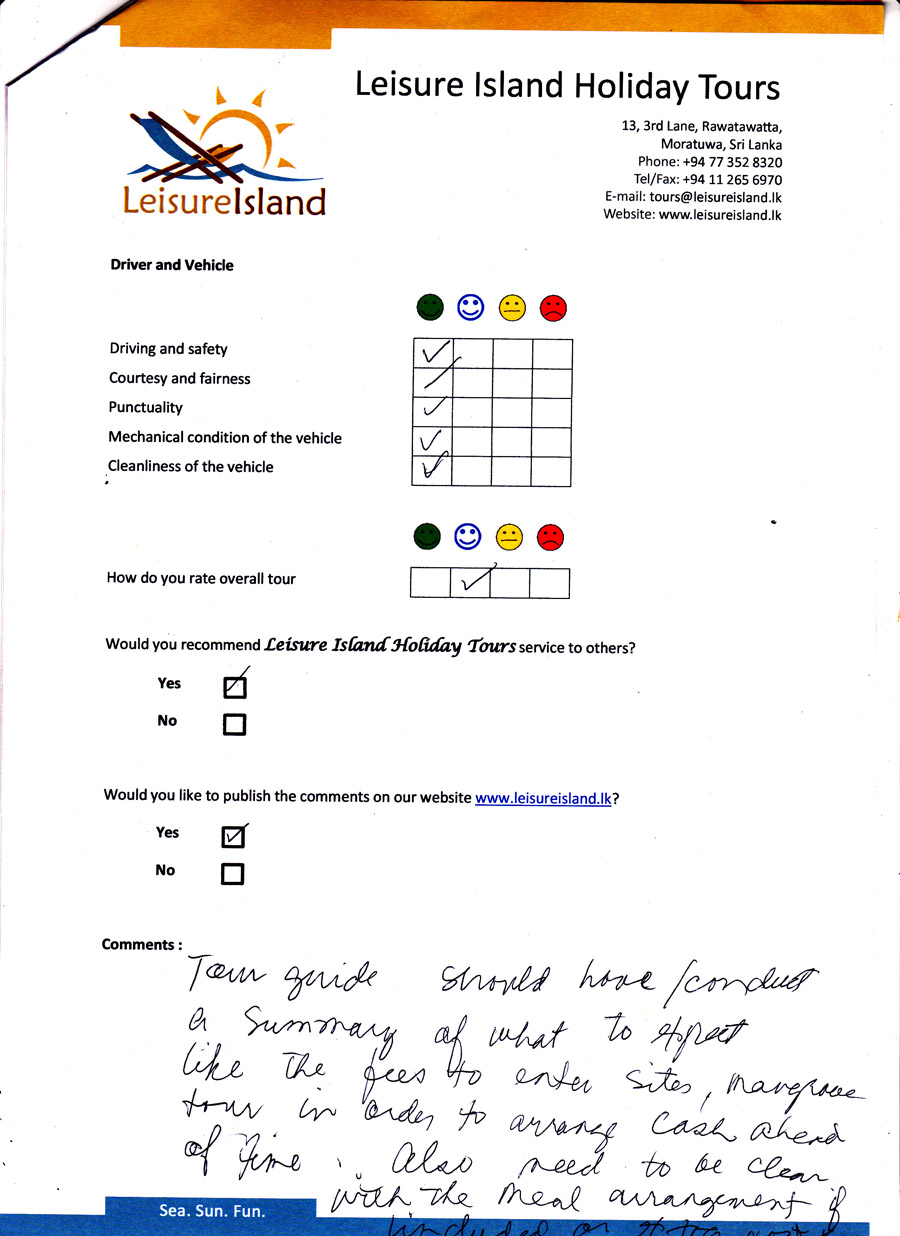 Leisure Island Holiday Tours
13, 3rd Lane, Rawatawatta,
Moratuwa, Sri Lanka
Phone: +94 77 352 8320
Tel/Fax: +94 11 265 6970
E-mail: tours@leisureisland.lk
Website: www.leisureisland.lk
LeisureIsland
Driver and Vehicle
Driving and safety
Courtesy and fairness
Punctuality
Mechanical condition of the vehicle
Cleanliness of the vehicle
How do you rate overall tour
Would you recommend Leisure Island Holiday Tours service to others?
Yes
No
Would you like to publish the comments on our website www.leisureisland.lk?
Yes
No
Comments :
Tour guide should have/conduct
a summary of what to expect
like the fees to enter sites, mangrove
tour in order to arrange cash ahead
of time. Also need to be clear
with the meal arrangement if
included or
Sea. Sun. Fun.